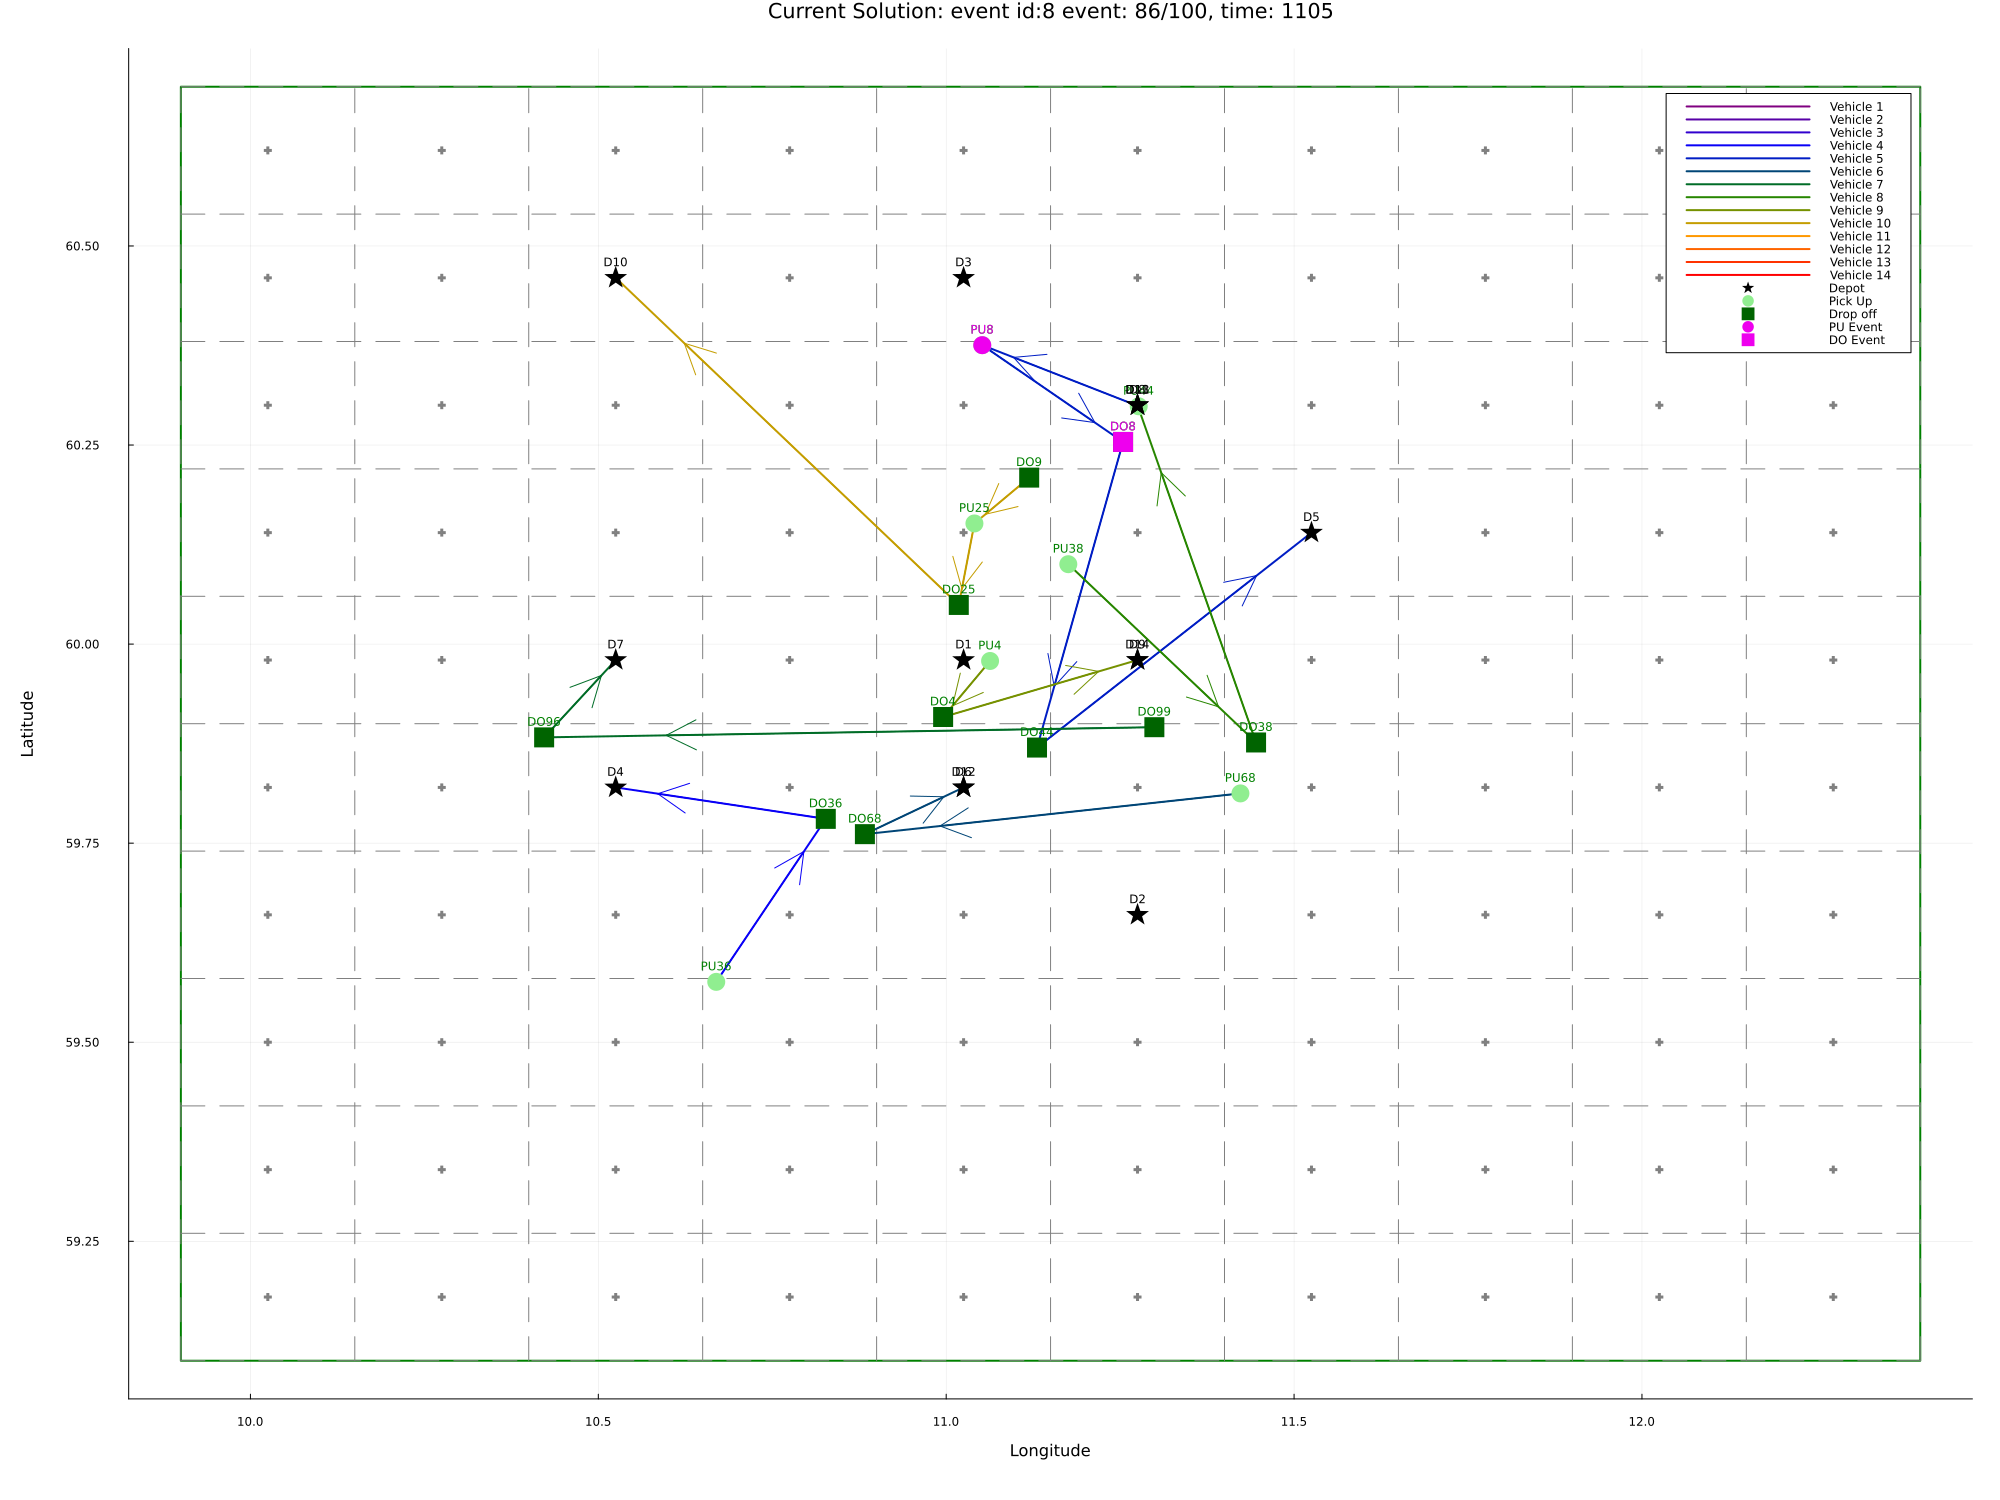 Current Solution: event id:8 event: 86/100, time: 1105
Vehicle 1
Vehicle 2
Vehicle 3
Vehicle 4
Vehicle 5
Vehicle 6
Vehicle 7
Vehicle 8
Vehicle 9
Vehicle 10
Vehicle 11
Vehicle 12
Vehicle 13
Vehicle 14
Depot
Pick Up
Drop off
PU Event
DO Event
60.50
D10
D3
PU8
60.25
DO8
DO9
PU25
D5
PU38
DO25
60.00
D7
D1
PU4
DO4
DO99
DO96
DO44
DO38
Latitude
D4
PU68
59.75
DO36
DO68
D2
PU36
59.50
59.25
10.0
10.5
11.0
11.5
12.0
Longitude